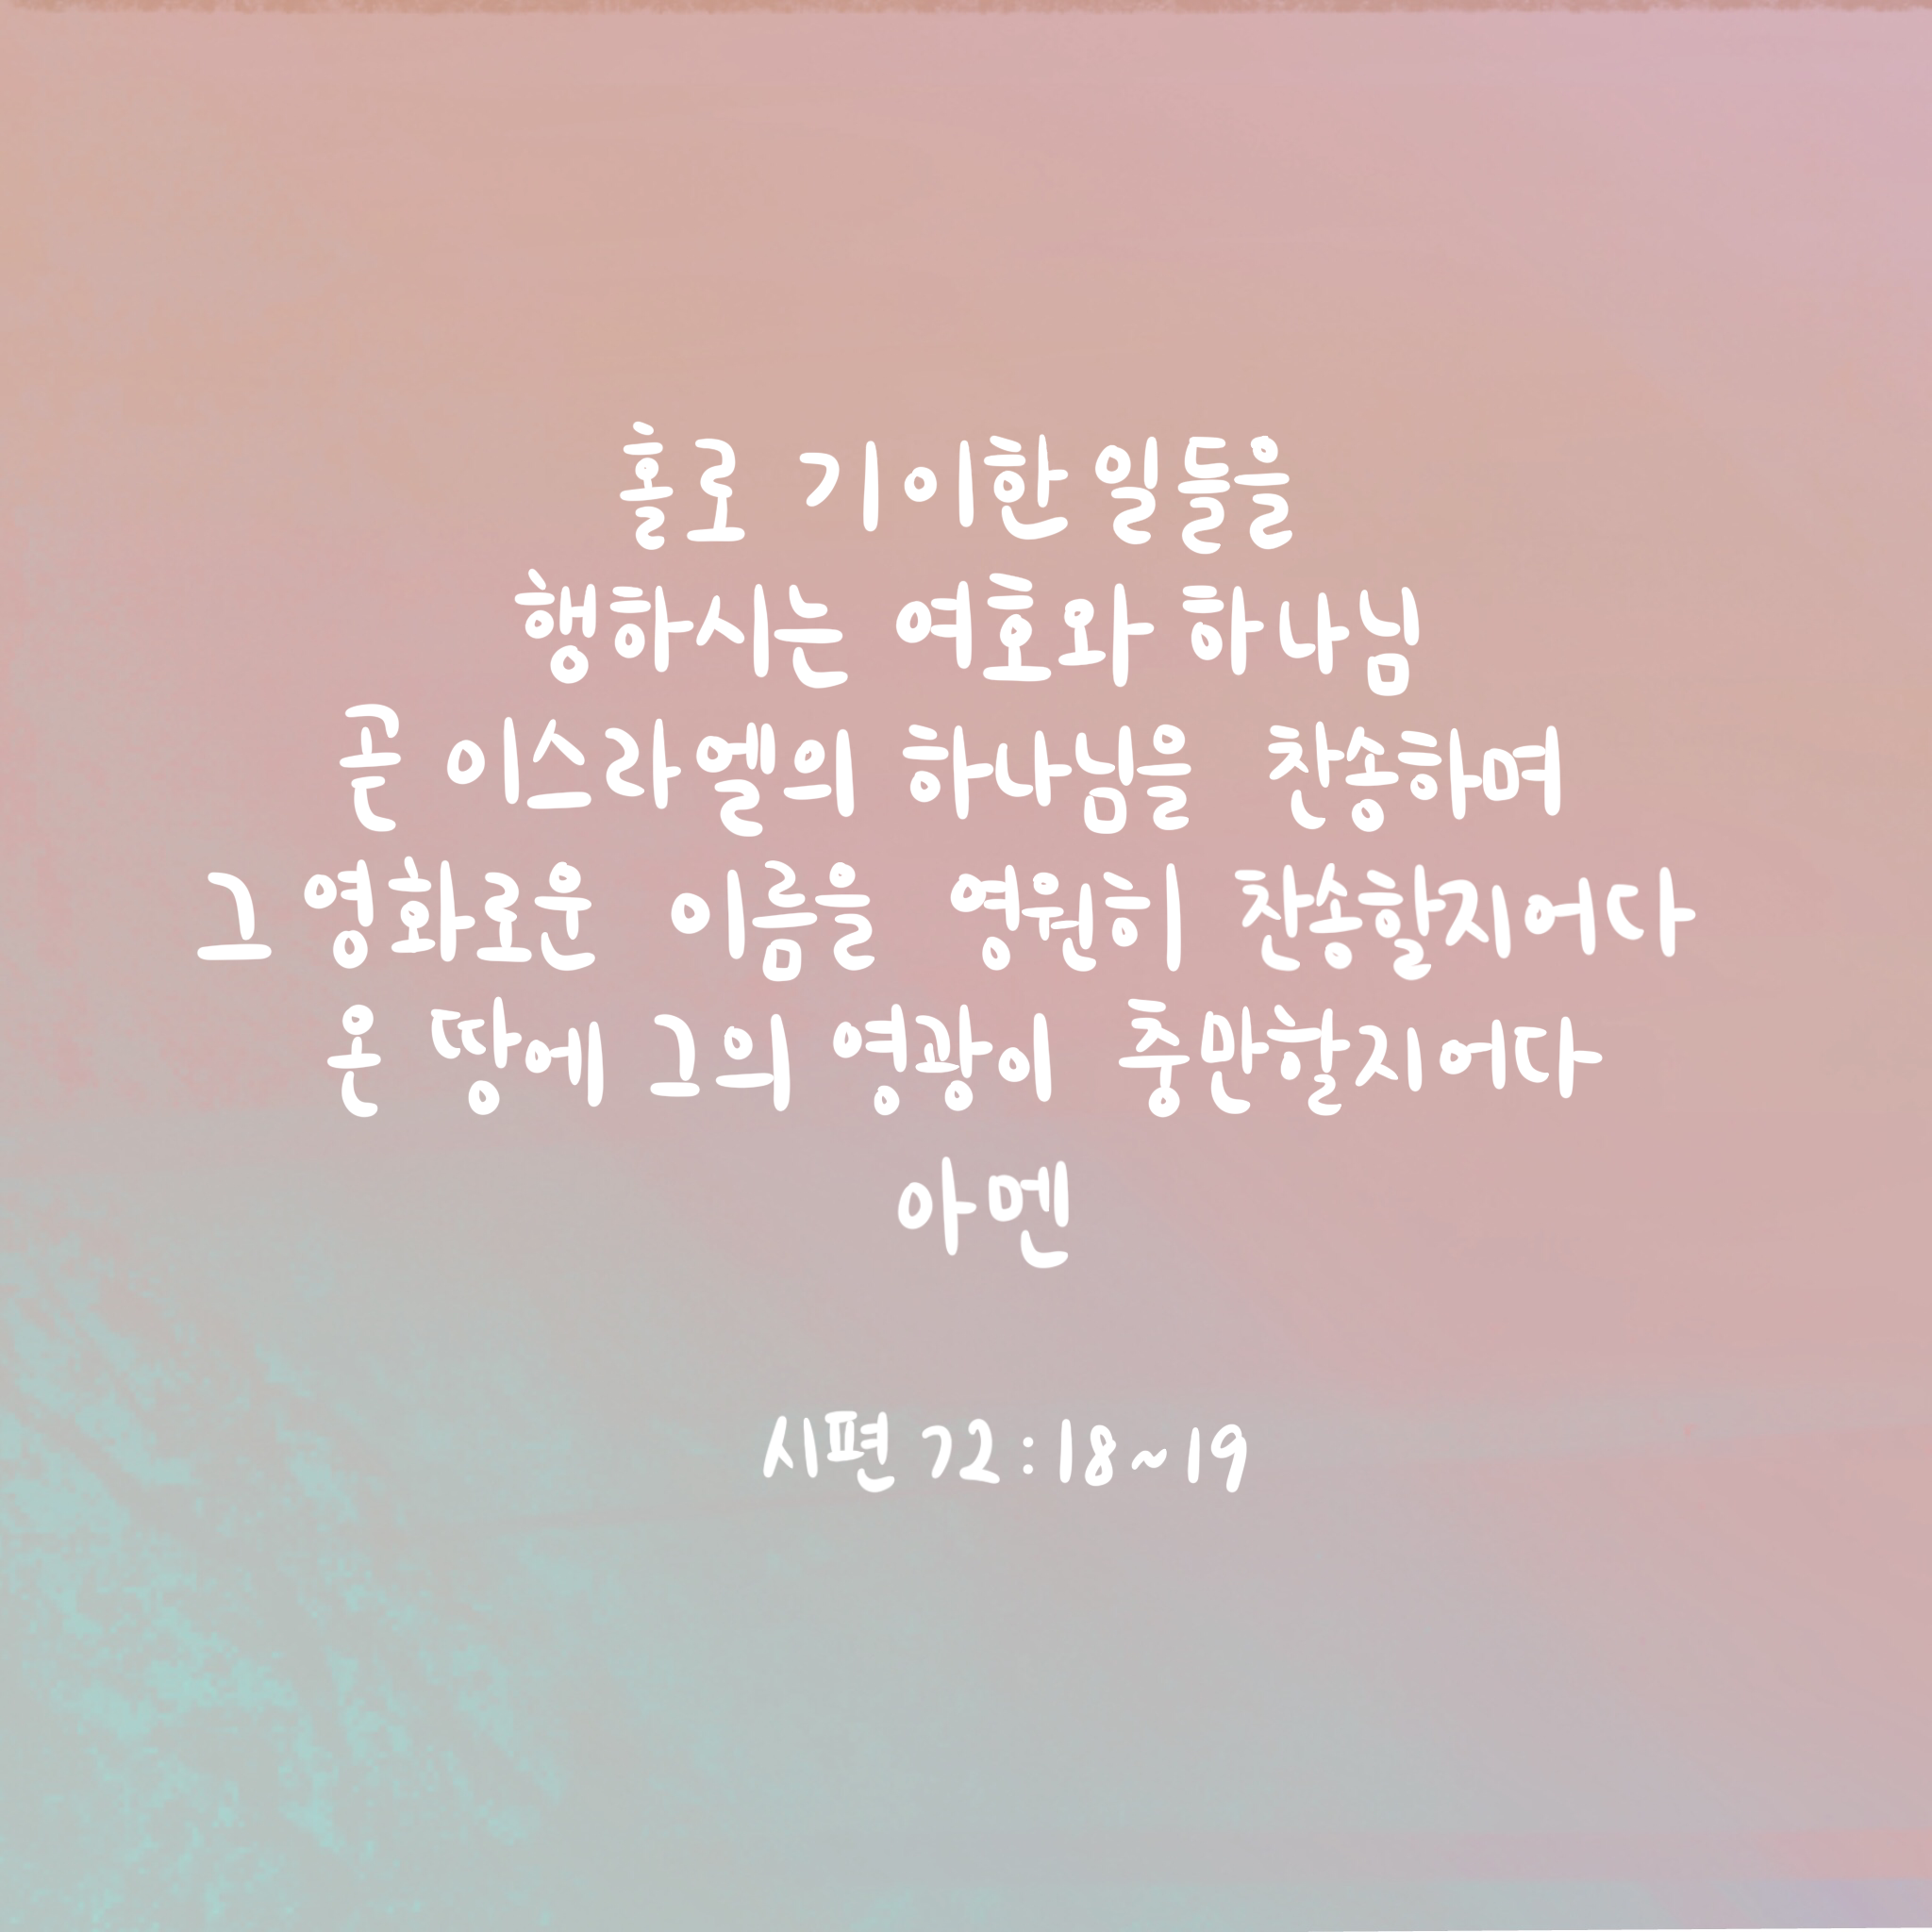 홀로 기이한 일들을
행하시는 여호와 하나님
곧 이스라엘의 하나님을 찬송하며
그 영화로운 이름을 영원히 찬송할지어다
온 땅에 그의 영광이 충만할지어다
아멘
시편 72:18~19